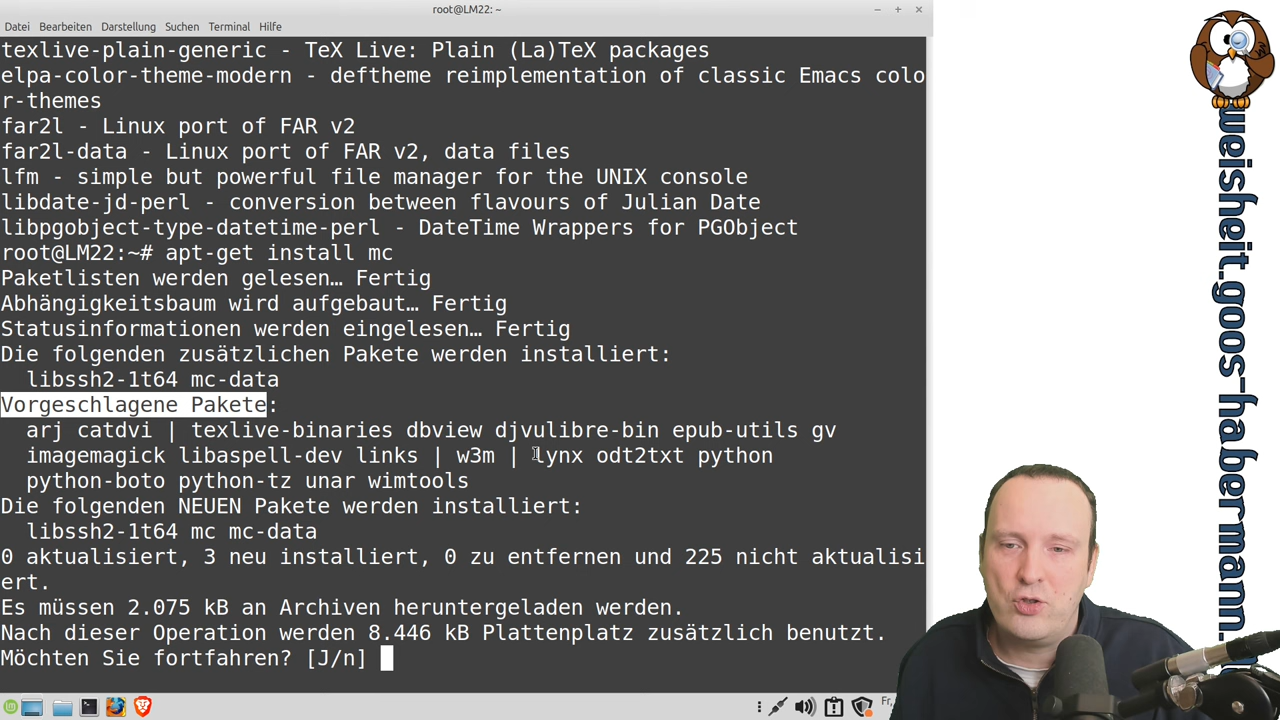 root@LM22: ~
Datei Bearbeiten Darstellung Suchen Terminal Hilfe
texlive-plain-generic - TeX Live: Plain (La)TeX packages
elpa-color-theme-modern - deftheme reimplementation of classic Emacs colo
r-themes
far2l - Linux port of FAR v2
far2l-data - Linux port of FAR v2, data files
lfm - simple but powerful file manager for the UNIX console
libdate-jd-perl - conversion between flavours of Julian Date
libpgobject-type-datetime-perl - DateTime Wrappers for PGObject
root@LM22:~# apt-get install mc
Paketlisten werden gelesen… Fertig
Abhängigkeitsbaum wird aufgebaut… Fertig
Statusinformationen werden eingelesen… Fertig
Die folgenden zusätzlichen Pakete werden installiert:
libssh2-1t64 mc-data
Vorgeschlagene Pakete:
arj catdvi | texlive-binaries dbview djvulibre-bin epub-utils gv
imagemagick libaspell-dev links | w3m | lynx odt2txt python
python-boto python-tz unar wimtools
Die folgenden NEUEN Pakete werden installiert:
libssh2-1t64 mc mc-data
0 aktualisiert, 3 neu installiert, 0 zu entfernen und 225 nicht aktualisi
ert.
Es müssen 2.075 kB an Archiven heruntergeladen werden.
Nach dieser Operation werden 8.446 kB Plattenplatz zusätzlich benutzt.
Möchten Sie fortfahren? [J/n]
Fr,
weisheit.goos-habermann.